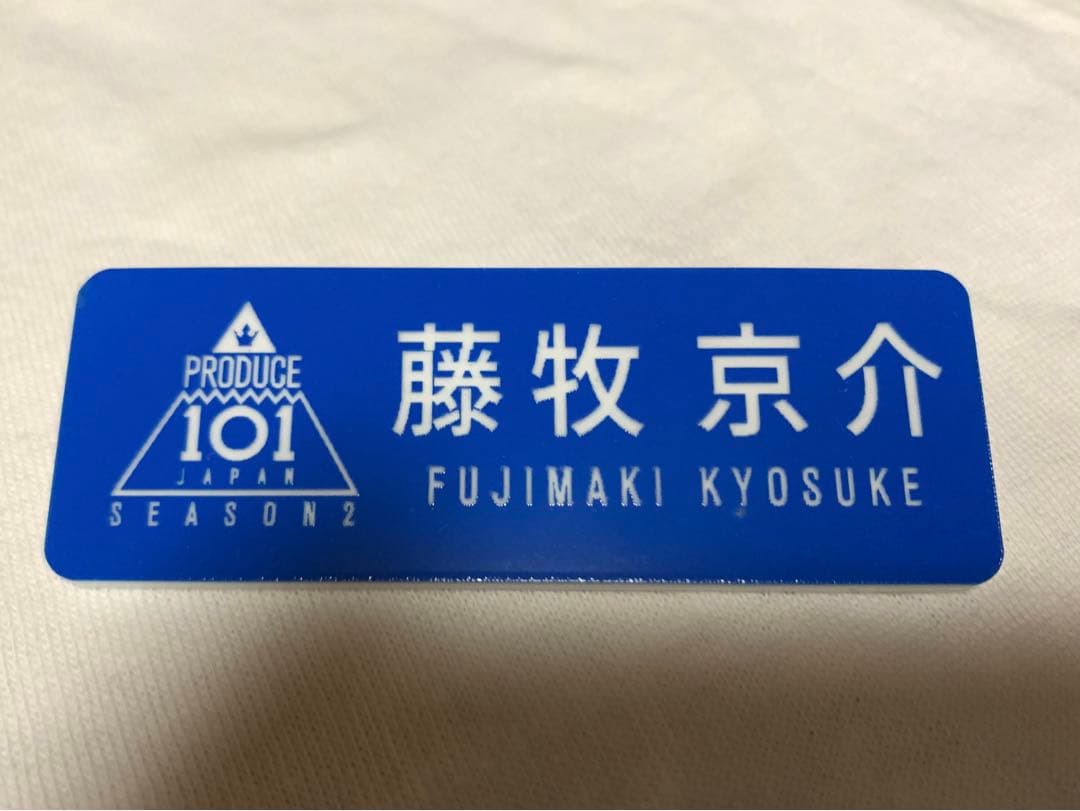 PRODUCE
101
JAPAN
SEASON2
藤牧 京介
FUJIMAKI KYOSUKE